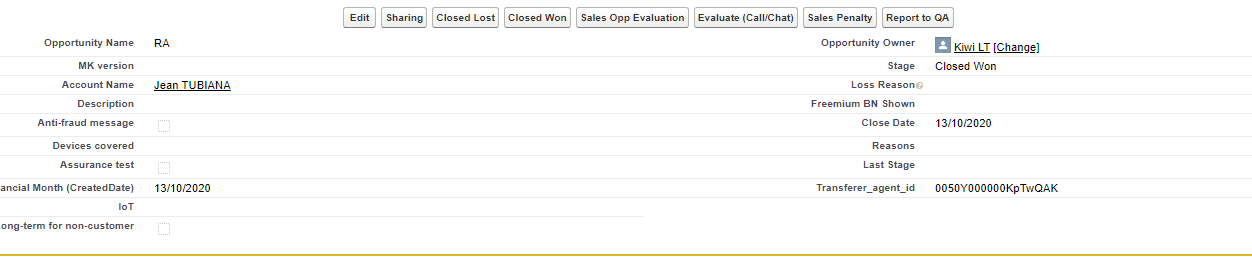 Edit Sharing Closed Lost Closed Won Sales Opp Evaluation Evaluate (Call/Chat) Sales Penalty Report to QA
Opportunity Name RA Opportunity Owner Kiwi LT [Change]
MK version Stage Closed Won
Account Name Jean TUBIANA Loss Reason ?
Description Freemium BN Shown
Anti-fraud message Close Date 13/10/2020
Devices covered Reasons
Assurance test Last Stage
ancial Month (CreatedDate) 13/10/2020 Transferer_agent_id 0050Y000000KpTwQAK
IoT
ong-term for non-customer